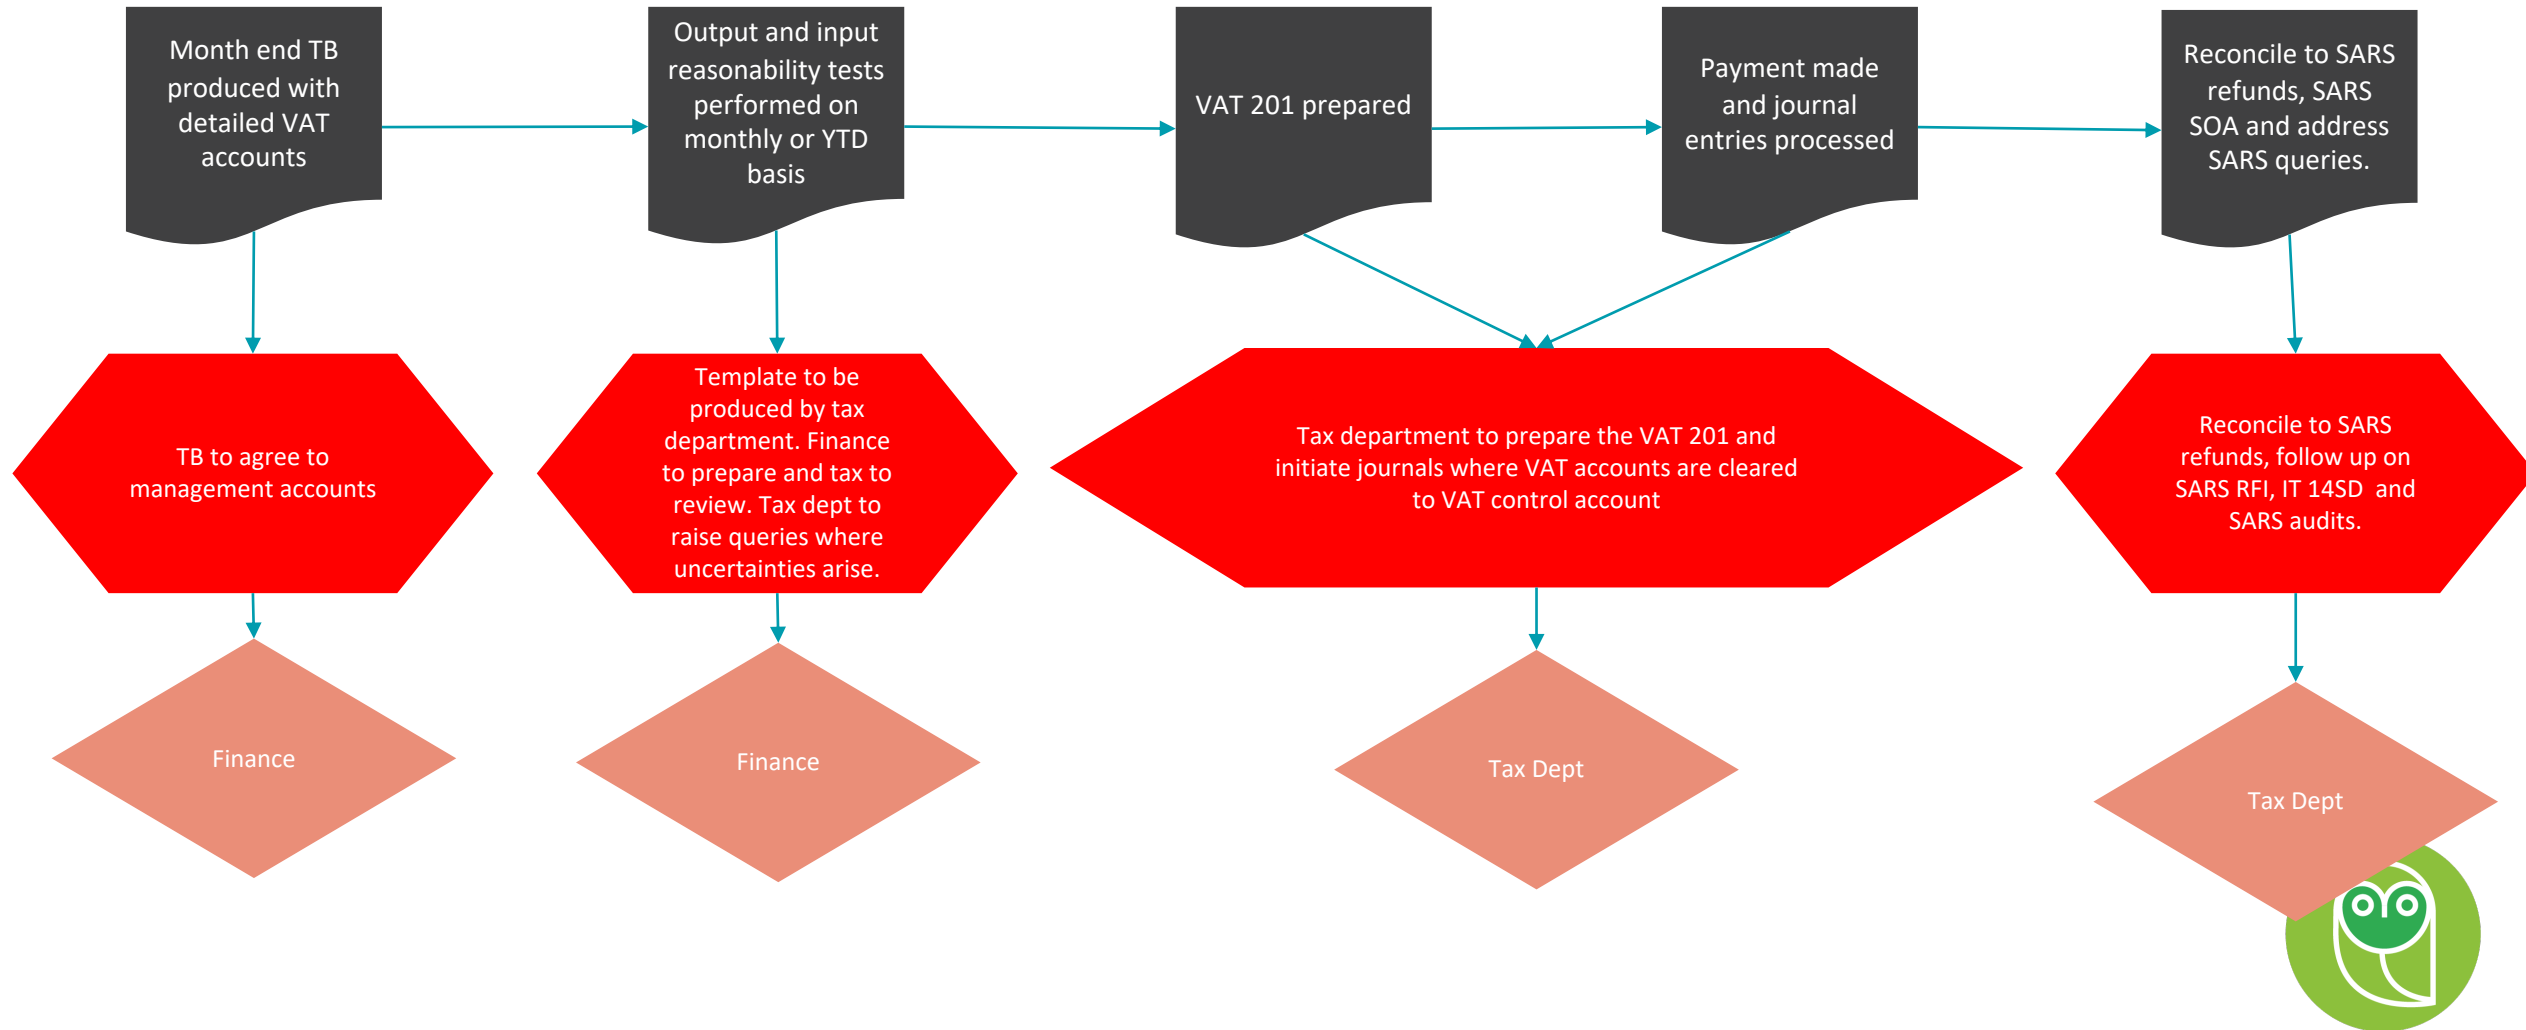 Month end TB
produced with
detailed VAT
accounts
Output and input
reasonability tests
performed on
monthly or YTD
basis
VAT 201 prepared
Payment made
and journal
entries processed
Reconcile to SARS
refunds, SARS
SOA and address
SARS queries.
TB to agree to
management accounts
Template to be
produced by tax
department. Finance
to prepare and tax to
review. Tax dept to
raise queries where
uncertainties arise.
Tax department to prepare the VAT 201 and
initiate journals where VAT accounts are cleared
to VAT control account
Reconcile to SARS
refunds, follow up on
SARS RFI, IT 14SD  and
SARS audits.
Finance
Finance
Tax Dept
Tax Dept